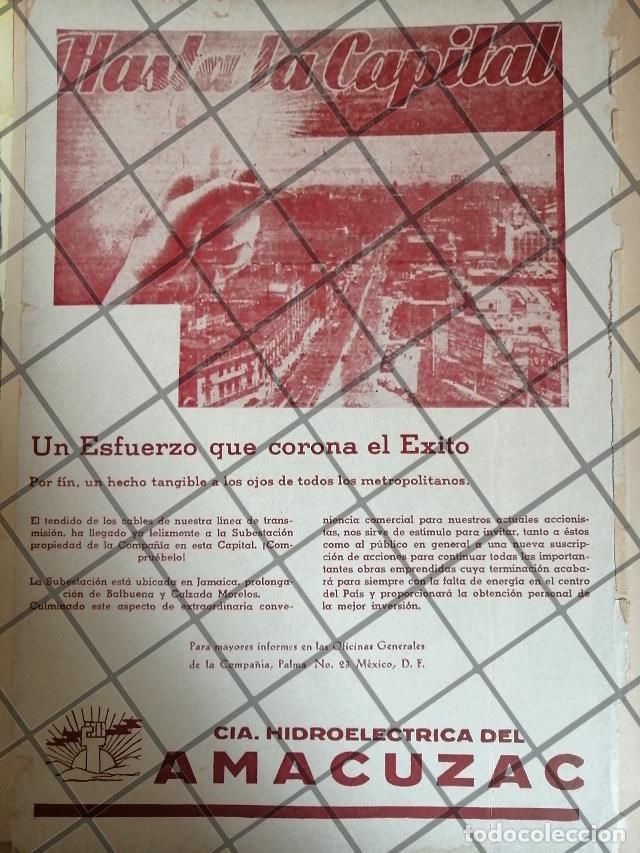 Hasta la Capital
Un Esfuerzo que corona el Exito
Por fín, un hecho tangible a los ojos de todos los metropolitanos.
El tendido de los cables de nuestra línea de trans-
misión, ha llegado ya felizmente a la Subestación
propiedad de la Compañía en esta Capital. ¡Com-
pruébelo!
La Subestación está ubicada en Jamaica, prolonga-
ción de Balbuena y Calzada Morelos.
Culminado este aspecto de extraordinaria conve-
niencia comercial para nuestros actuales accionis-
tas, nos sirve de estímulo para invitar, tanto a éstos
como al público en general a una nueva suscrip-
ción de acciones para continuar todas las importan-
tantes obras emprendidas cuya terminación acaba-
rá para siempre con la falta de energía en el centro
del País y proporcionará la obtención personal de
la mejor inversión.
Para mayores informes en las Oficinas Generales
de la Compañía, Palma No. 23 México, D. F.
CIA. HIDROELECTRICA DEL
AMACUZAC
todocoleccion